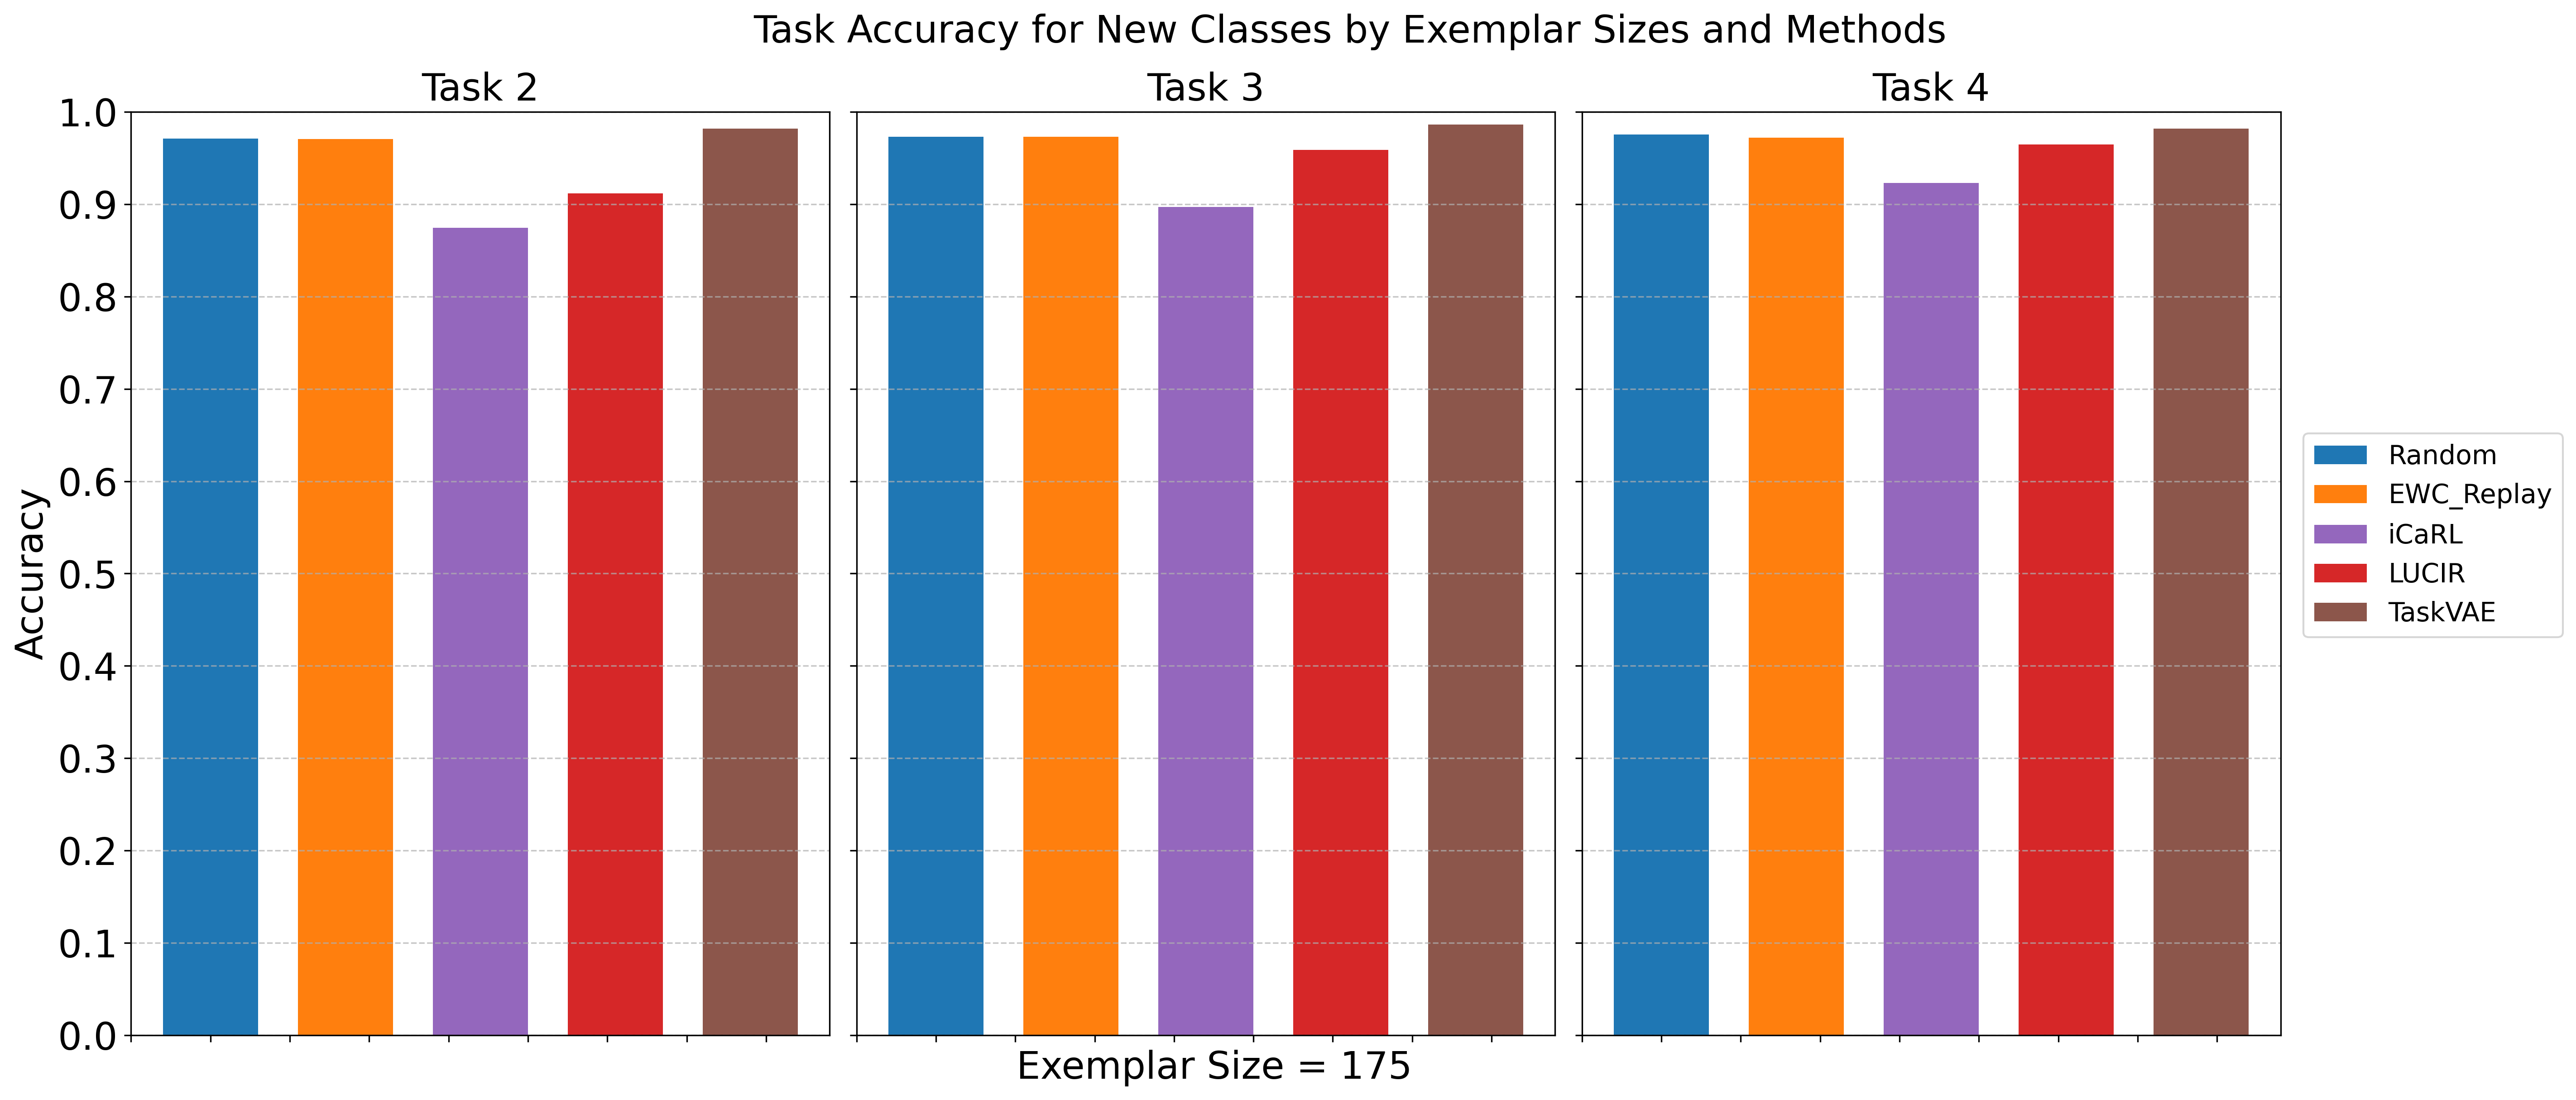 Task Accuracy for New Classes by Exemplar Sizes and Methods
Task 2
Task 3
Task 4
Accuracy
1.0
0.9
0.8
0.7
0.6
0.5
0.4
0.3
0.2
0.1
0.0
Exemplar Size = 175
Random
EWC_Replay
iCaRL
LUCIR
TaskVAE